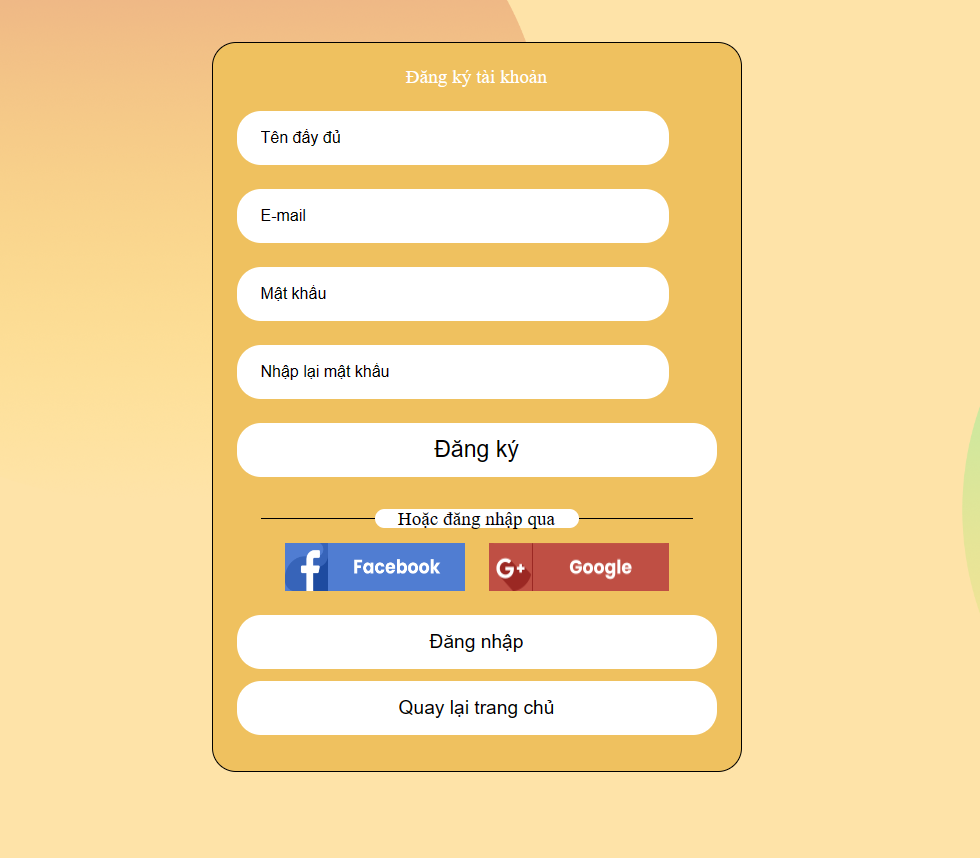 Đăng ký tài khoản
Tên đầy đủ
E-mail
Mật khẩu
Nhập lại mật khẩu
Đăng ký
Hoặc đăng nhập qua
Facebook
G+ Google
Đăng nhập
Quay lại trang chủ